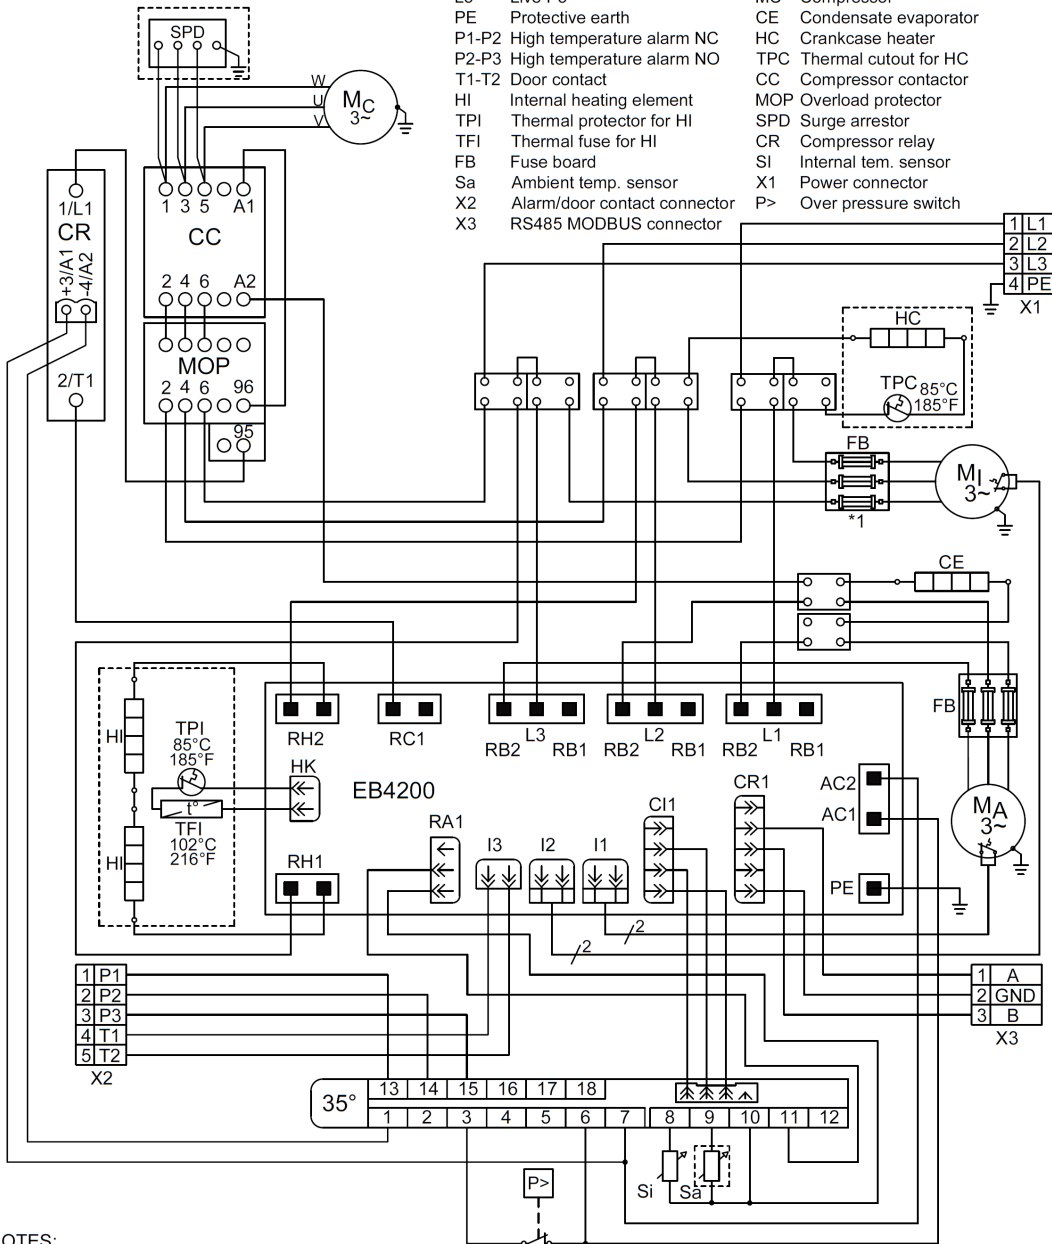 PE Protective earth
P1-P2 High temperature alarm NC
P2-P3 High temperature alarm NO
T1-T2 Door contact
HI Internal heating element
TPI Thermal protector for HI
TFI Thermal fuse for HI
FB Fuse board
Sa Ambient temp. sensor
X2 Alarm/door contact connector
X3 RS485 MODBUS connector
CE Condensate evaporator
HC Crankcase heater
TPC Thermal cutout for HC
CC Compressor contactor
MOP Overload protector
SPD Surge arrestor
CR Compressor relay
SI Internal tem. sensor
X1 Power connector
P> Over pressure switch
SPD
W
U
V
MC
3~
1/L1
CR
+3/A1
-4/A2
2/T1
1 3 5 A1
CC
2 4 6 A2
MOP
2 4 6 96
95
1 L1
2 L2
3 L3
4 PE
X1
HC
TPC 85°C
185°F
FB
*1
MI
3~
CE
FB
MA
3~
HI
TPI
85°C
185°F
t°
TFI
102°C
216°F
HI
RH2
RC1
L3
RB2 RB1
L2
RB2 RB1
L1
RB2 RB1
HK
EB4200
RH1
RA1
I3
I2
I1
CI1
CR1
AC2
AC1
PE
2
2
1 P1
2 P2
3 P3
4 T1
5 T2
X2
1 A
2 GND
3 B
X3
35°
13 14 15 16 17 18
1 2 3 4 5 6 7 8 9 10 11 12
Si
Sa
P>